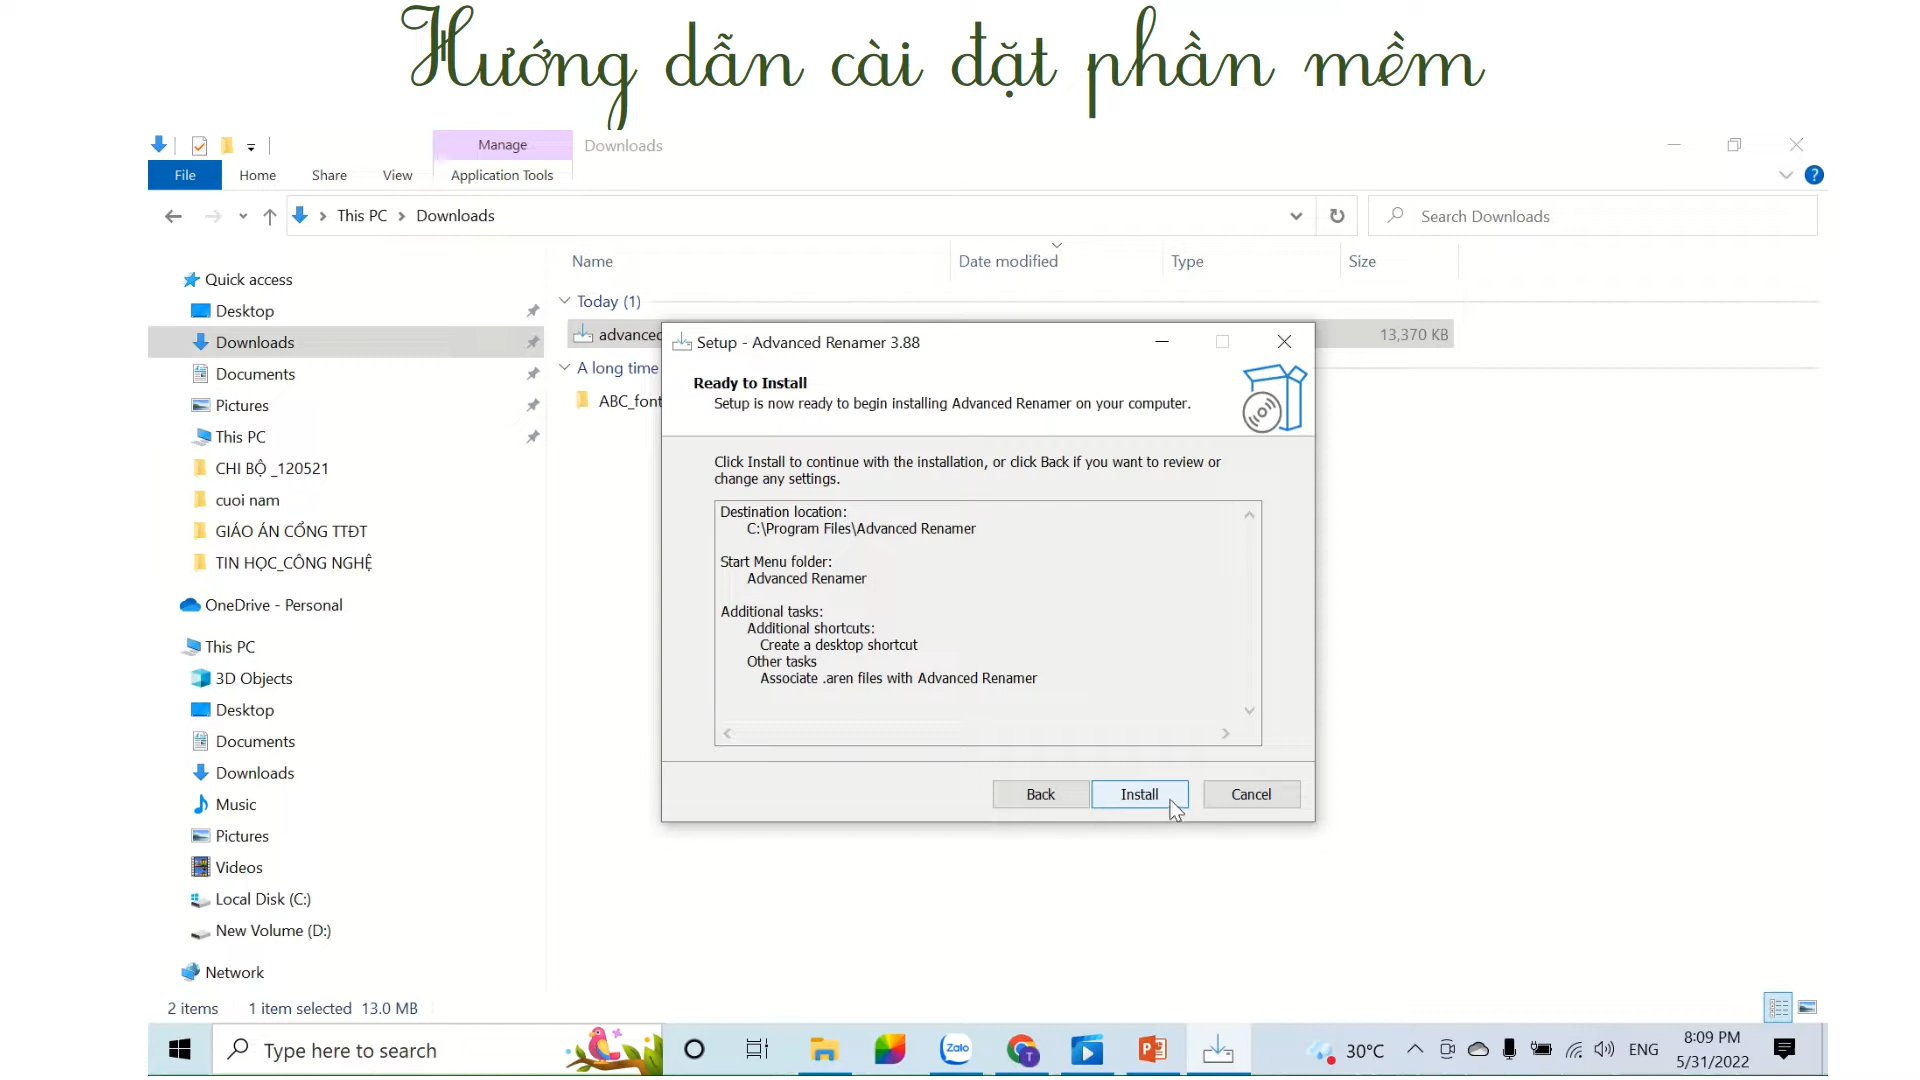 Hướng dẫn cài đặt phần mềm
Manage
Downloads
File
Home
Share
View
Application Tools
?
This PC > Downloads
Search Downloads
Name
Date modified
Type
Size
Quick access
Desktop
Downloads
Documents
Pictures
This PC
CHI BỘ _120521
cuoi nam
GIÁO ÁN CỔNG TTĐT
TIN HỌC_CÔNG NGHỆ
OneDrive - Personal
This PC
3D Objects
Desktop
Documents
Downloads
Music
Pictures
Videos
Local Disk (C:)
New Volume (D:)
Network
Today (1)
advanced
13,370 KB
A long time
ABC_font
Setup - Advanced Renamer 3.88
Ready to Install
Setup is now ready to begin installing Advanced Renamer on your computer.
Click Install to continue with the installation, or click Back if you want to review or
change any settings.
Destination location:
C:\Program Files\Advanced Renamer
Start Menu folder:
Advanced Renamer
Additional tasks:
Additional shortcuts:
Create a desktop shortcut
Other tasks
Associate .aren files with Advanced Renamer
Back
Install
Cancel
2 items
1 item selected 13.0 MB
Type here to search
Zalo
T
30°C
ENG
8:09 PM
5/31/2022